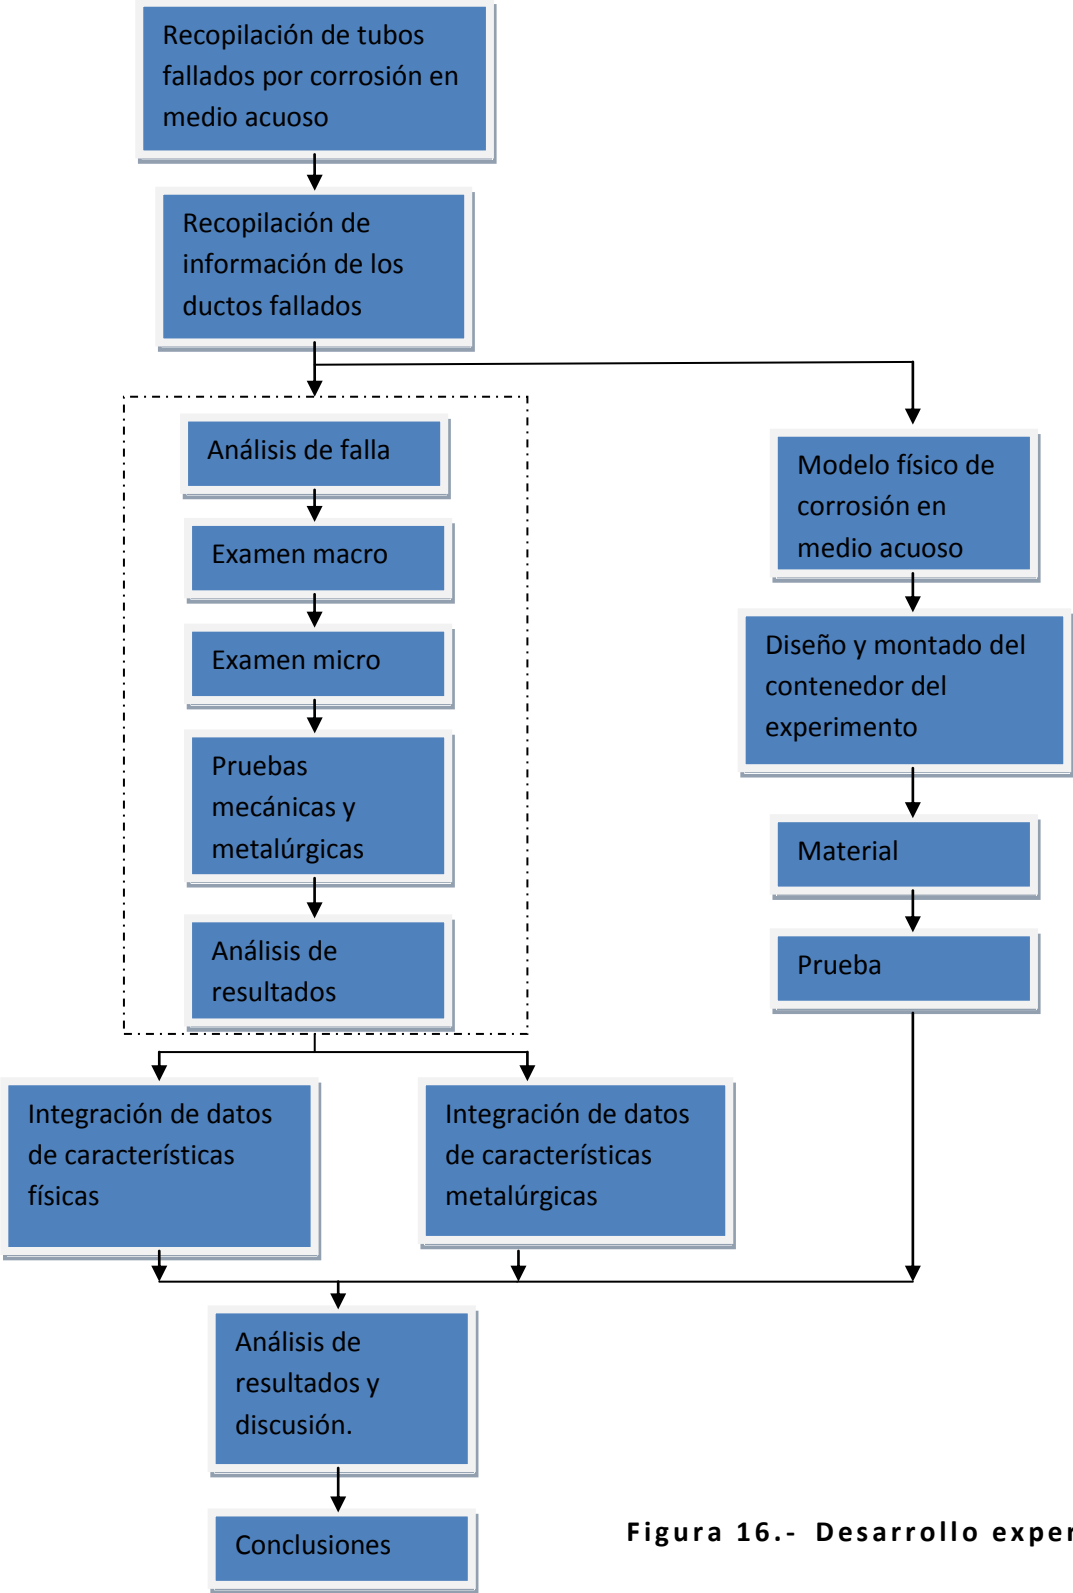 Recopilación de tubos
fallados por corrosión en
medio acuoso
Recopilación de
información de los
ductos fallados
Análisis de falla
Examen macro
Examen micro
Pruebas
mecánicas y
metalúrgicas
Análisis de
resultados
Modelo físico de
corrosión en
medio acuoso
Diseño y montado del
contenedor del
experimento
Material
Prueba
Integración de datos
de características
físicas
Integración de datos
de características
metalúrgicas
Análisis de
resultados y
discusión.
Conclusiones
Figura 16.- Desarrollo exper